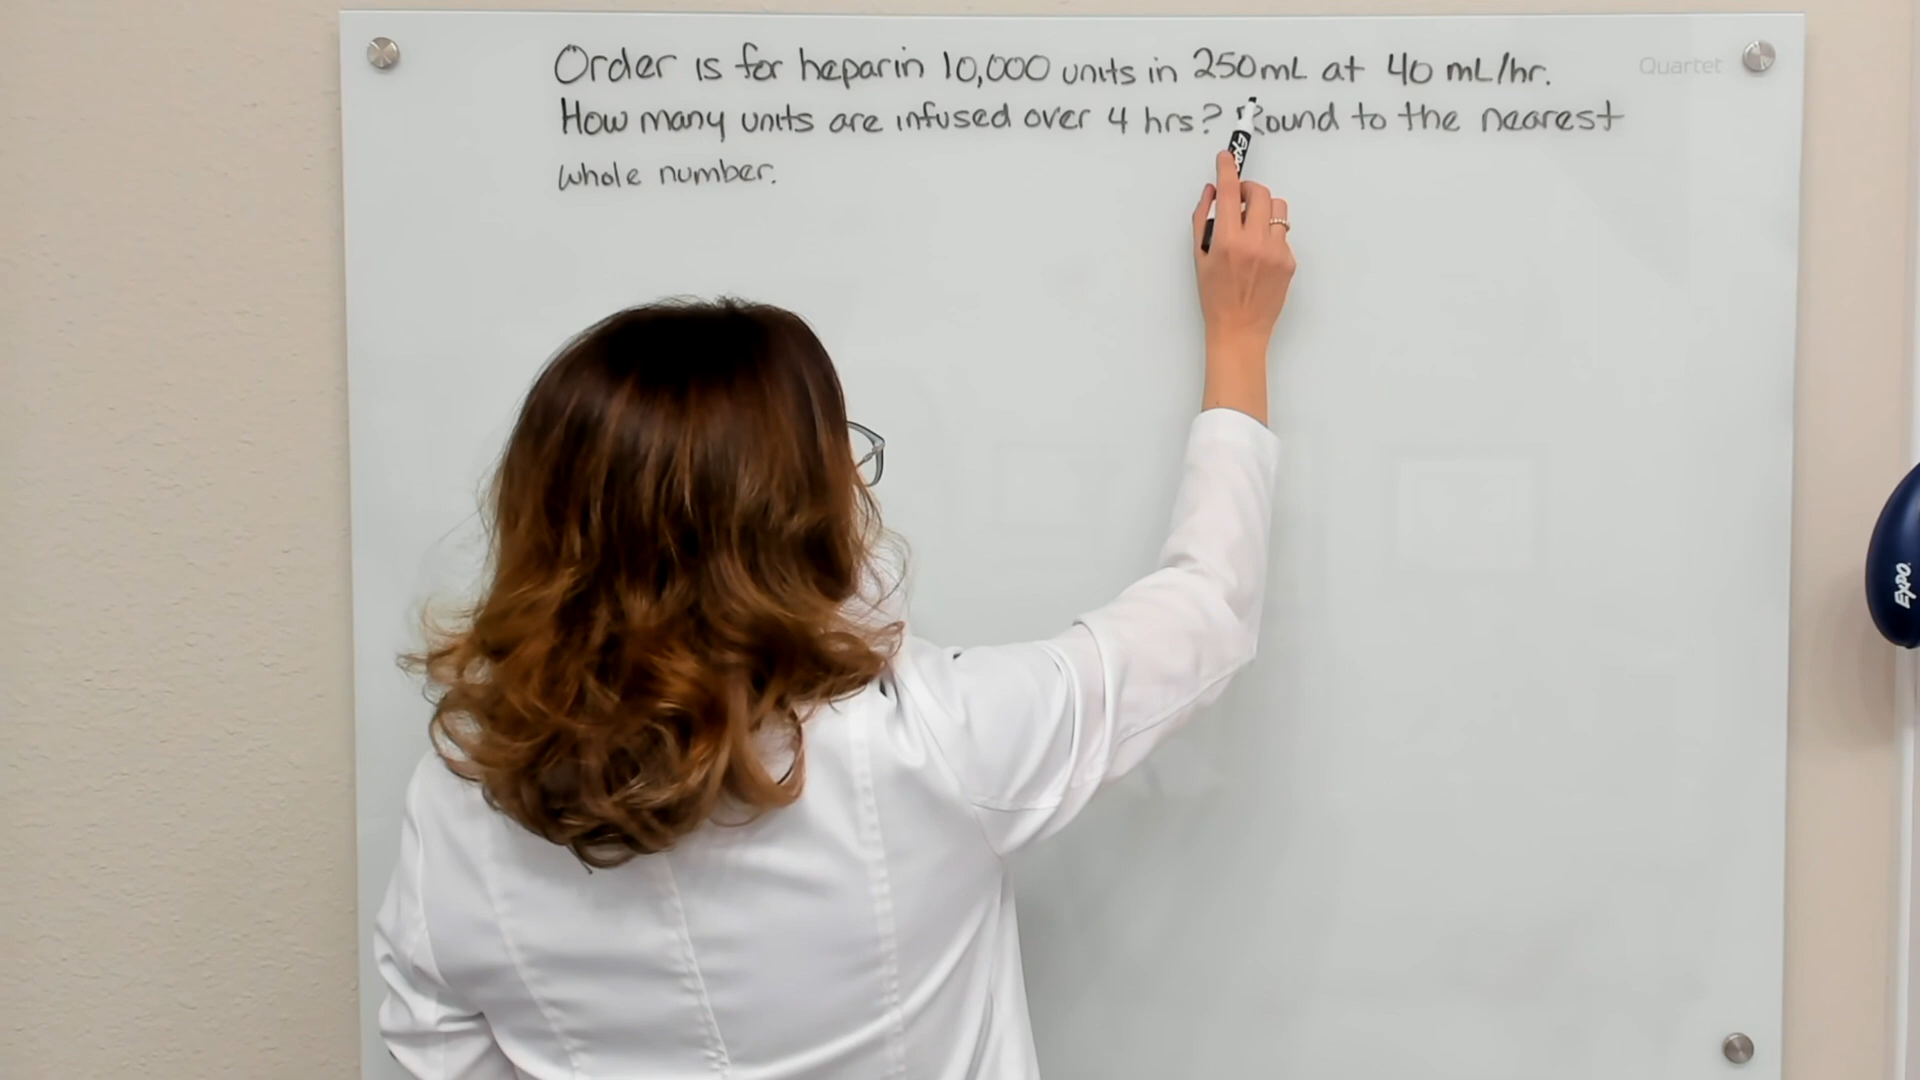 Order is for heparin 10,000 units in 250mL at 40 mL/hr.
How many units are infused over 4 hrs? Round to the nearest
whole number.
Quartet
EXPO
EXPO